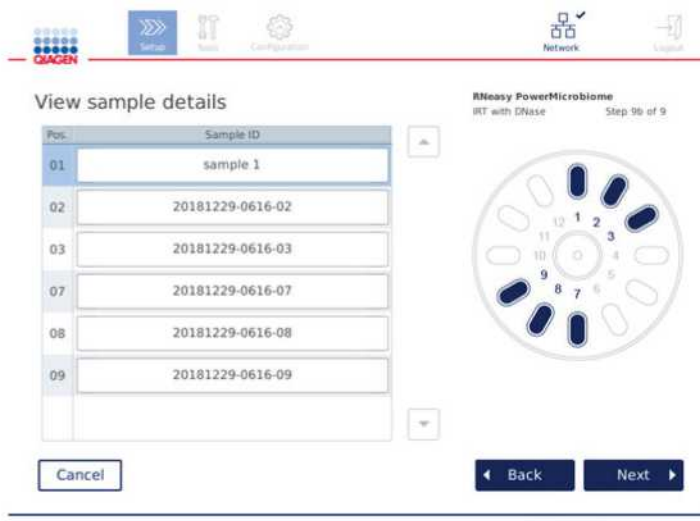 QIAGEN
Setup
Tools
Configuration
Network
Logout
View sample details
RNeasy PowerMicrobiome
IRT with DNase Step 9b of 9
Pos. Sample ID
01 sample 1
02 20181229-0616-02
03 20181229-0616-03
07 20181229-0616-07
08 20181229-0616-08
09 20181229-0616-09
12 1 2
11 3
10 4
9 5
8 7 6
Cancel
Back
Next